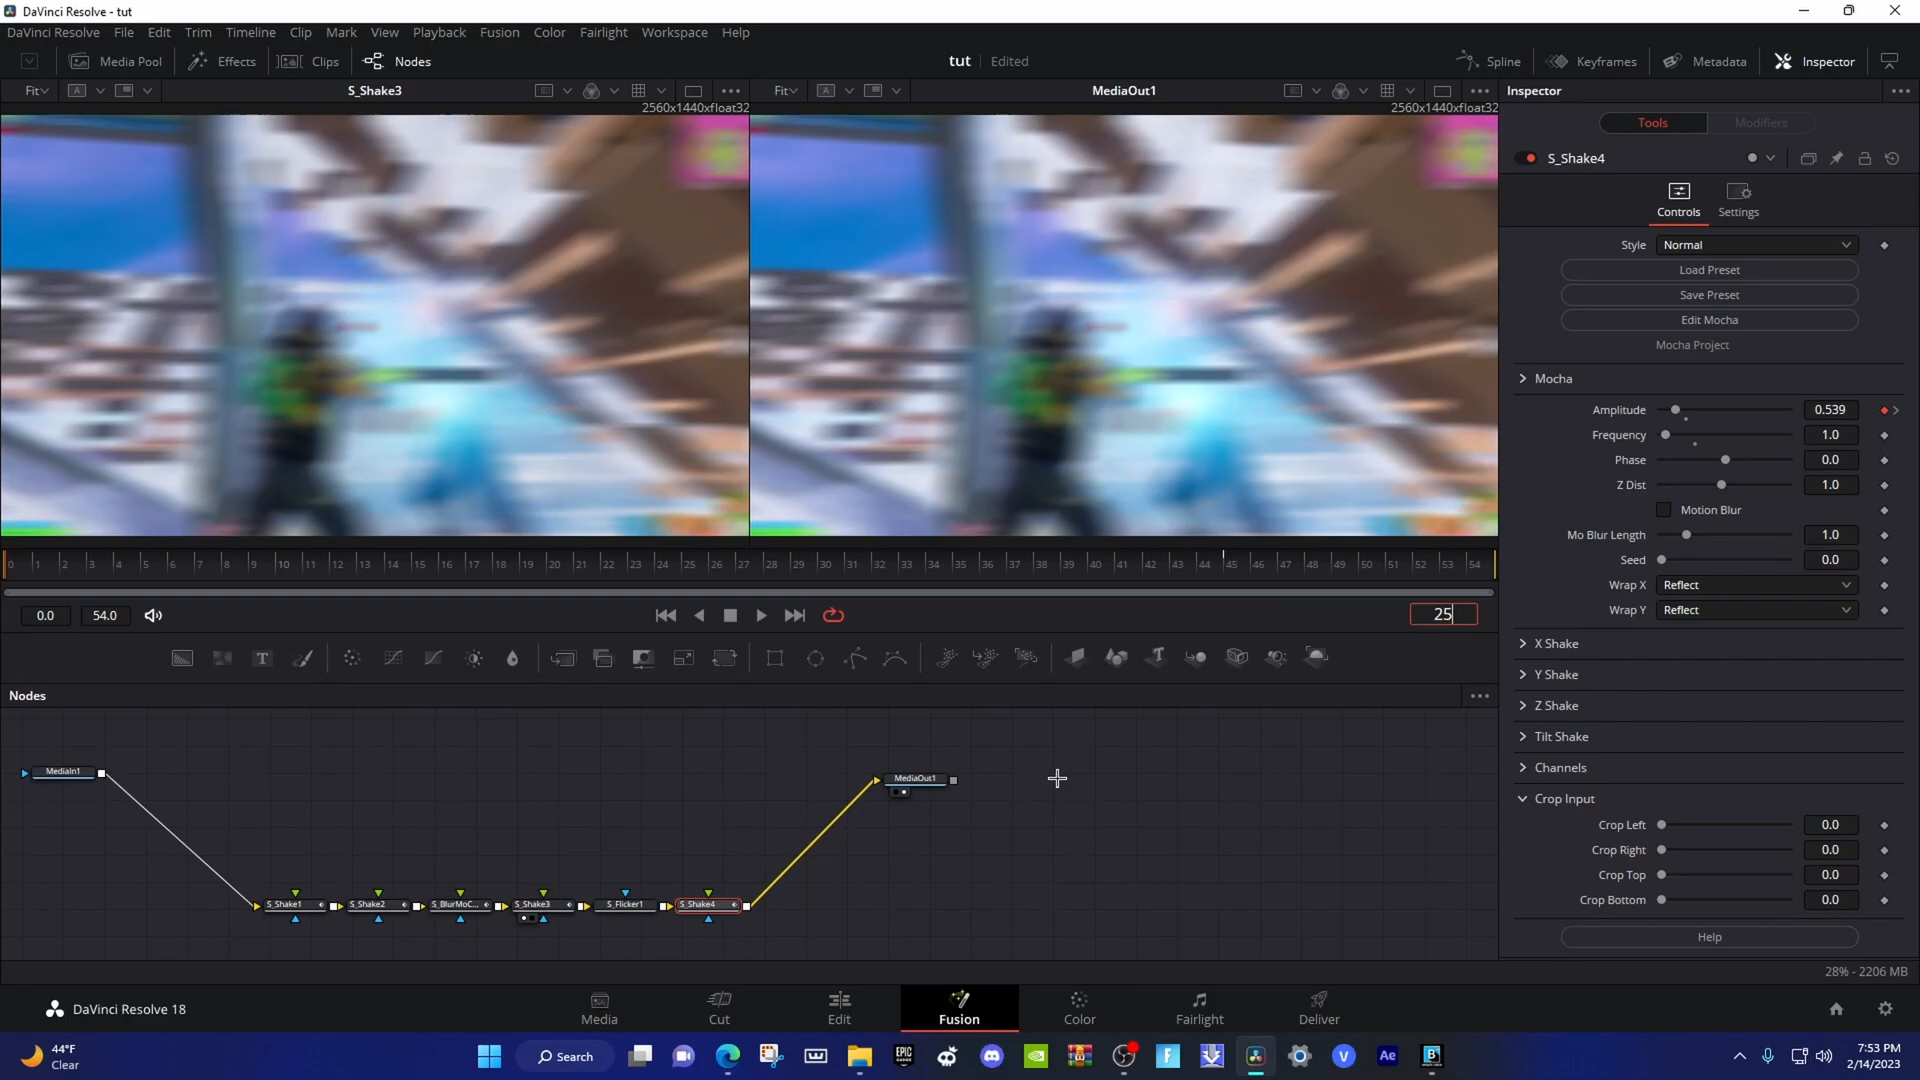 DaVinci Resolve - tut
DaVinci Resolve File Edit Trim Timeline Clip Mark View Playback Fusion Color Fairlight Workspace Help
Media Pool Effects Clips Nodes tut Edited Spline Keyframes Metadata Inspector
Fit A S_Shake3 Fit A MediaOut1 Inspector
2560x1440xfloat32 2560x1440xfloat32
Tools Modifiers
S_Shake4
Controls Settings
Style Normal
Load Preset
Save Preset
Edit Mocha
Mocha Project
Mocha
Amplitude 0.539
Frequency 1.0
Phase 0.0
Z Dist 1.0
Motion Blur
Mo Blur Length 1.0
Seed 0.0
Wrap X Reflect
Wrap Y Reflect
X Shake
Y Shake
Z Shake
Tilt Shake
Channels
Crop Input
Crop Left 0.0
Crop Right 0.0
Crop Top 0.0
Crop Bottom 0.0
Help
0 1 2 3 4 5 6 7 8 9 10 11 12 13 14 15 16 17 18 19 20 21 22 23 24 25 26 27 28 29 30 31 32 33 34 35 36 37 38 39 40 41 42 43 44 45 46 47 48 49 50 51 52 53 54
0.0 54.0 25
Nodes
MediaIn1
MediaOut1
S_Shake1 S_Shake2 S_BlurMoC... S_Shake3 S_Flicker1 S_Shake4
28% - 2206 MB
DaVinci Resolve 18 Media Cut Edit Fusion Color Fairlight Deliver
44°F
Clear
Search
EPIC GAMES
Ae
7:53 PM
2/14/2023